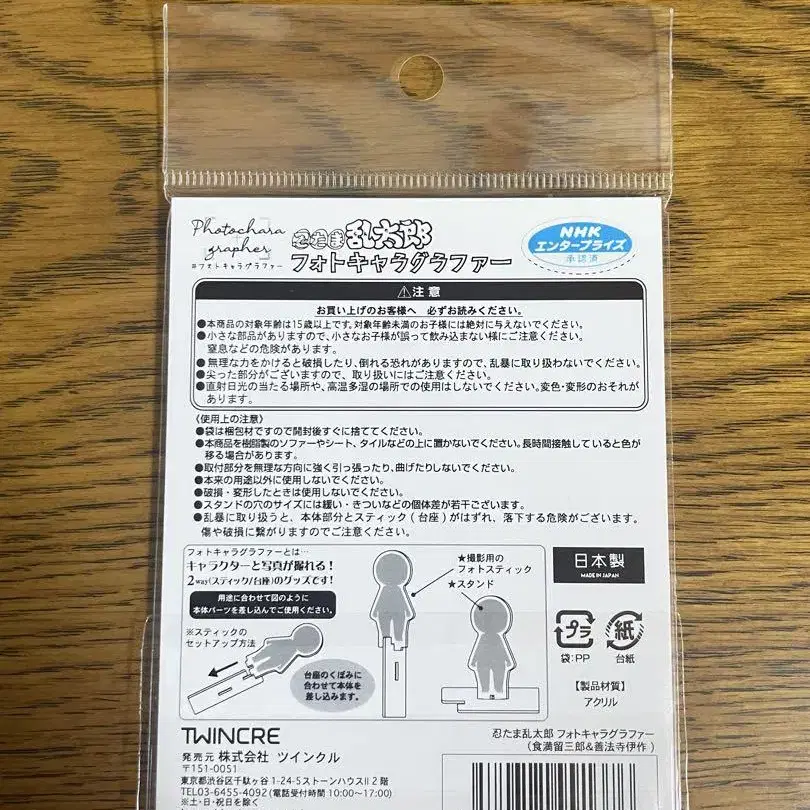 Photochara
grapher
#フォトキャラグラファー
忍たま乱太郎
フォトキャラグラファー
NHK
エンタープライズ
承認済
⚠注意
お買い上げのお客様へ 必ずお読みください。
●本商品の対象年齢は15歳以上です。対象年齢未満のお子様には絶対に与えないでください。
●小さな部品がありますので、小さなお子様が誤って飲み込まない様にご注意ください。
窒息などの危険があります。
●無理な力をかけると破損したり、倒れる恐れがありますので、乱暴に取り扱わないでください。
●尖った部分がございますので、取り扱いにはご注意ください。
●直射日光の当たる場所や、高温多湿の場所での使用はしないでください。変色・変形のおそれが
あります。
〈使用上の注意〉
●袋は梱包材ですので開封後すぐに捨ててください。
●本商品を樹脂製のソファーやシート、タイルなどの上に置かないでください。長時間接触していると色が
移る場合があります。
●取付部分を無理な方向に強く引っ張ったり、曲げたりしないでください。
●本来の用途以外に使用しないでください。
●破損・変形したときは使用しないでください。
●スタンドの穴のサイズには緩い・きついなどの個体差が若干ございます。
●乱暴に取り扱うと、本体部分とスティック(台座)がはずれ、落下する危険がございます。
傷や破損に繋がりますのでご注意ください。
フォトキャラグラファーとは…
キャラクターと写真が撮れる!
2way(スティック/台座)のグッズです!
用途に合わせて図のように
本体パーツを差し込んでご使用ください。
※スティックの
セットアップ方法
台座のくぼみに
合わせて本体を
差し込みます。
★撮影用の
フォトスティック
★スタンド
日本製
MADE IN JAPAN
プラ
袋:PP
紙
台紙
【製品材質】
アクリル
TWINCRE
発売元 株式会社 ツインクル
〒151-0051
東京都渋谷区千駄ヶ谷 1-24-5ストーンハウスⅡ2階
TEL03-6455-4092(電話受付時間 10:00〜17:00)
※土・日・祝日を除く
忍たま乱太郎 フォトキャラグラファー
(食満留三郎&善法寺伊作)